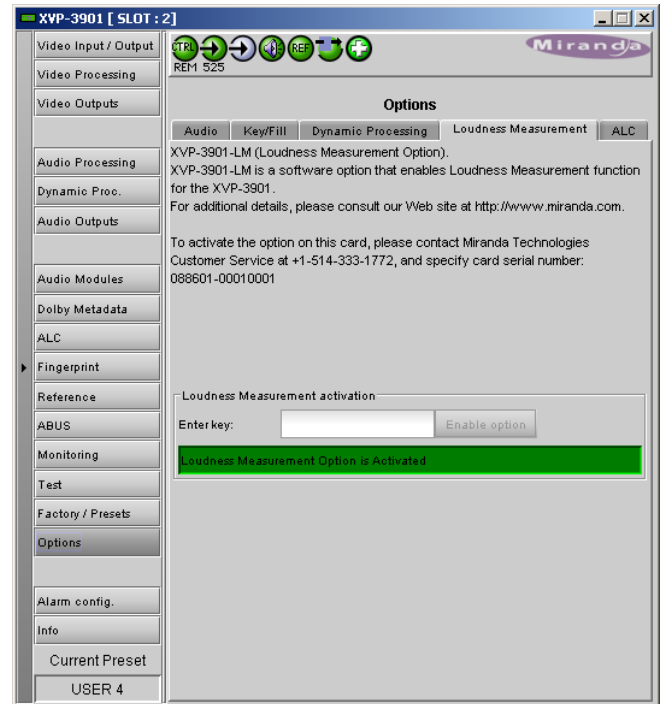 XVP-3901 [ SLOT : 2]
CTRL
REF
REM 525
Miranda
Video Input / Output
Video Processing
Video Outputs
Audio Processing
Dynamic Proc.
Audio Outputs
Audio Modules
Dolby Metadata
ALC
Fingerprint
Reference
ABUS
Monitoring
Test
Factory / Presets
Options
Alarm config.
Info
Current Preset
USER 4
Options
Audio
Key/Fill
Dynamic Processing
Loudness Measurement
ALC
XVP-3901-LM (Loudness Measurement Option).
XVP-3901-LM is a software option that enables Loudness Measurement function
for the XVP-3901.
For additional details, please consult our Web site at http://www.miranda.com.
To activate the option on this card, please contact Miranda Technologies
Customer Service at +1-514-333-1772, and specify card serial number:
088601-00010001
Loudness Measurement activation
Enter key:
Enable option
Loudness Measurement Option is Activated